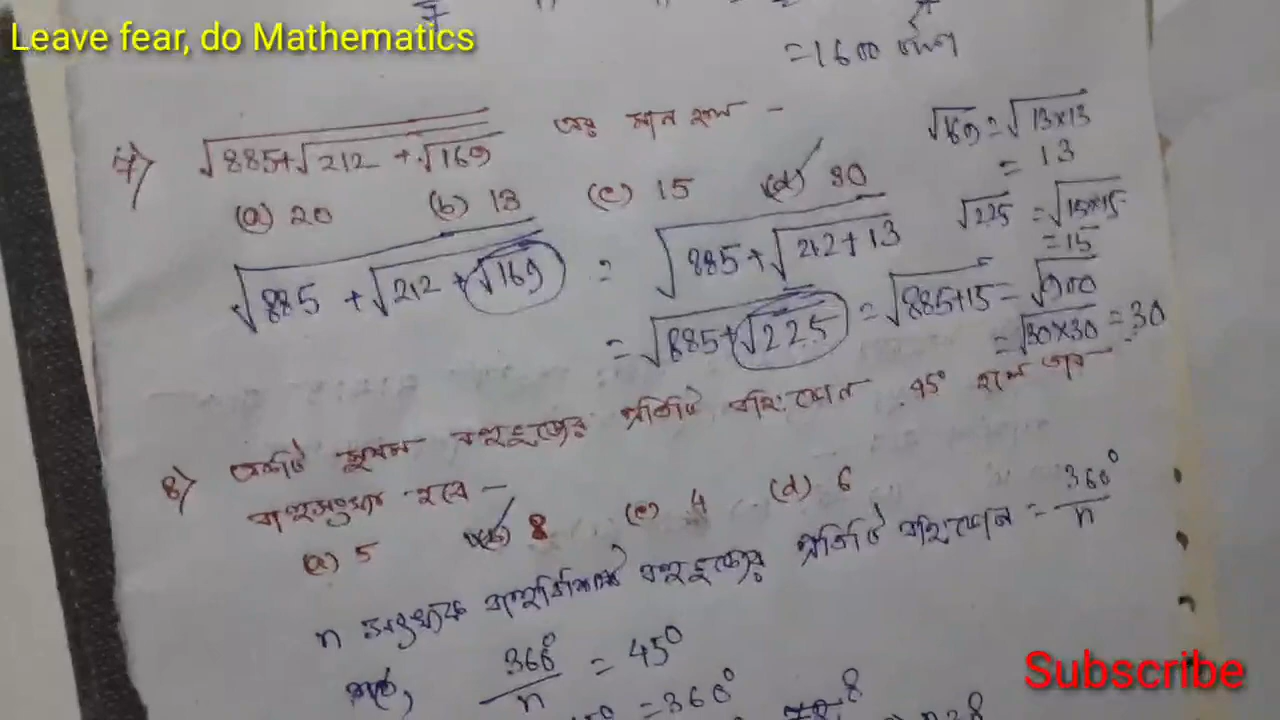 Leave fear, do Mathematics
= 1600
7) √885+√212 +√169 এর মান হল -
(a) 20 (b) 13 (c) 15 (d) 30
√169 = √13×13
= 13
√225 = √15×15
= 15
√885 + √212 + √169 = √885 + √212 + 13
= √885+√225 = √885+15 = √900
= √30×30 = 30
8) একটি সুষম বহুভুজের প্রতিটি বহিঃকোণ 45° হলে তার
বাহুসংখ্যা হবে -
(a) 5 (b) 8 (c) 4 (d) 6
n সংখ্যক বাহুবিশিষ্ট বহুভুজের প্রতিটি বহিঃকোণ = 360°/n
360°/n = 45°
= 360°
Subscribe